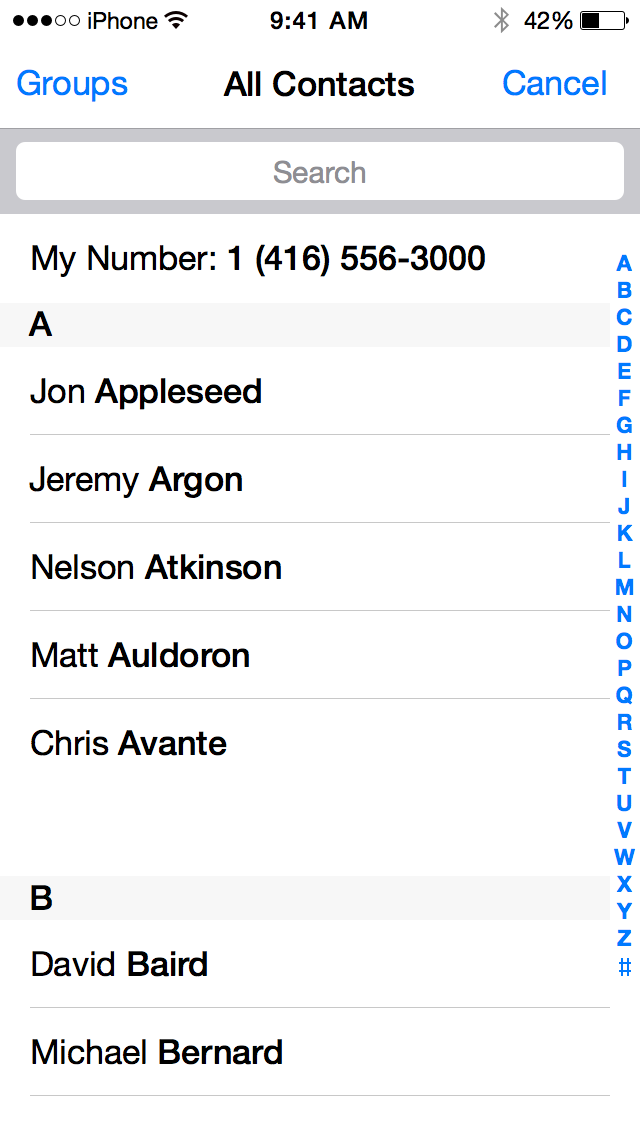 iPhone 9:41 AM 42%
Groups All Contacts Cancel
Search
My Number: 1 (416) 556-3000
A
Jon Appleseed
Jeremy Argon
Nelson Atkinson
Matt Auldoron
Chris Avante
B
David Baird
Michael Bernard
A
B
C
D
E
F
G
H
I
J
K
L
M
N
O
P
Q
R
S
T
U
V
W
X
Y
Z
#